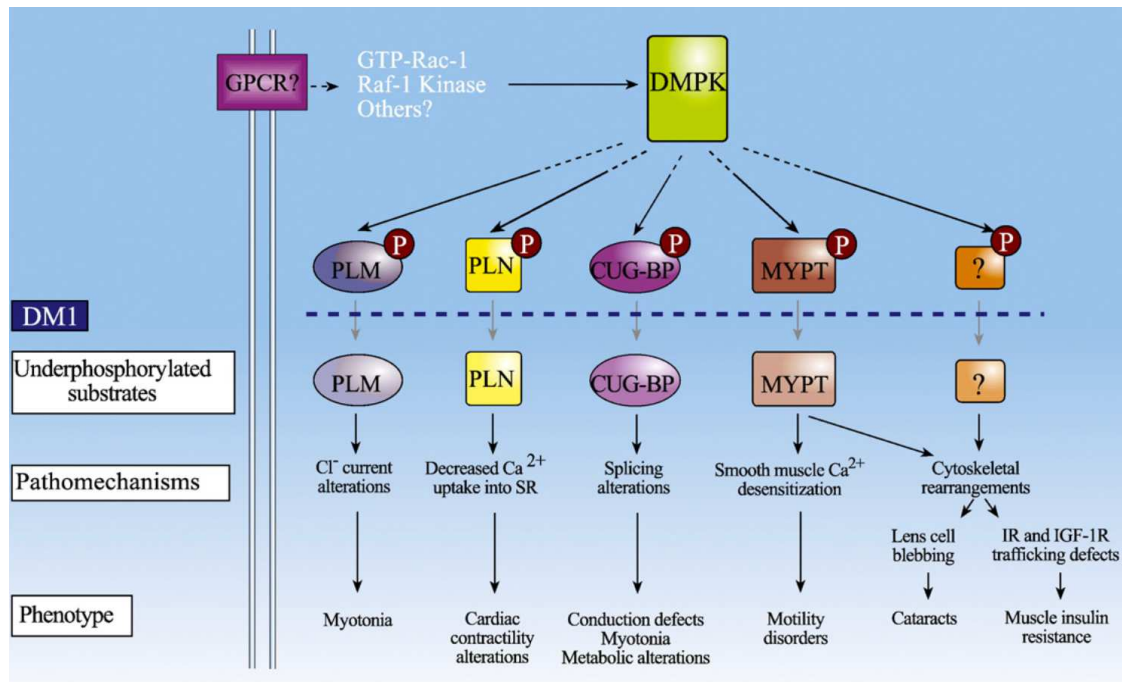 GPCR?
GTP-Rac-1
Raf-1 Kinase
Others?
DMPK
P
P
P
P
P
PLM
PLN
CUG-BP
MYPT
?
DM1
Underphosphorylated
substrates
PLM
PLN
CUG-BP
MYPT
?
Pathomechanisms
Cl⁻ current
alterations
Decreased Ca ²⁺
uptake into SR
Splicing
alterations
Smooth muscle Ca²⁺
desensitization
Cytoskeletal
rearrangements
Lens cell
blebbing
IR and IGF-1R
trafficking defects
Phenotype
Myotonia
Cardiac
contractility
alterations
Conduction defects
Myotonia
Metabolic alterations
Motility
disorders
Cataracts
Muscle insulin
resistance